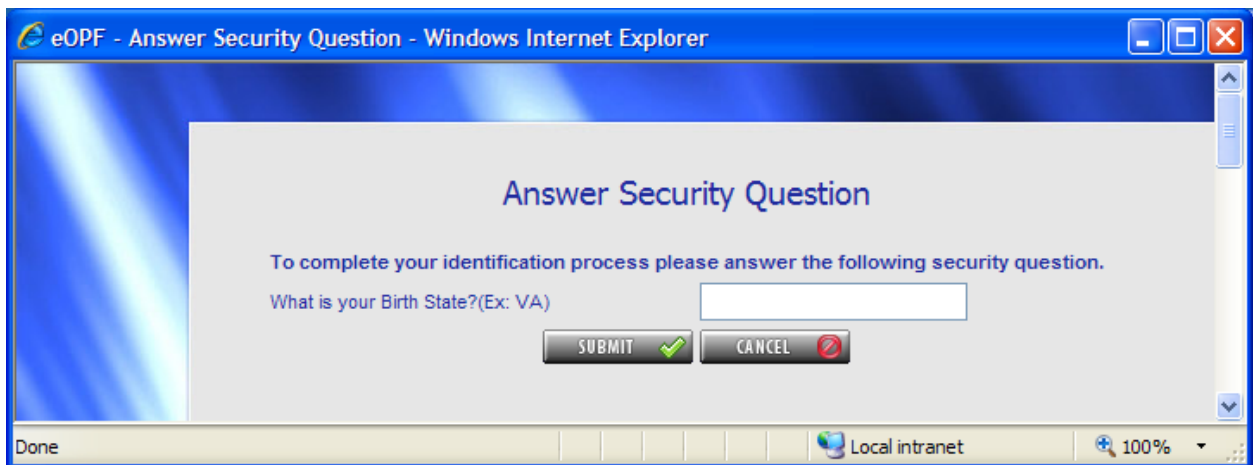 eOPF - Answer Security Question - Windows Internet Explorer
Answer Security Question
To complete your identification process please answer the following security question.
What is your Birth State?(Ex: VA)
SUBMIT CANCEL
Done Local intranet 100%